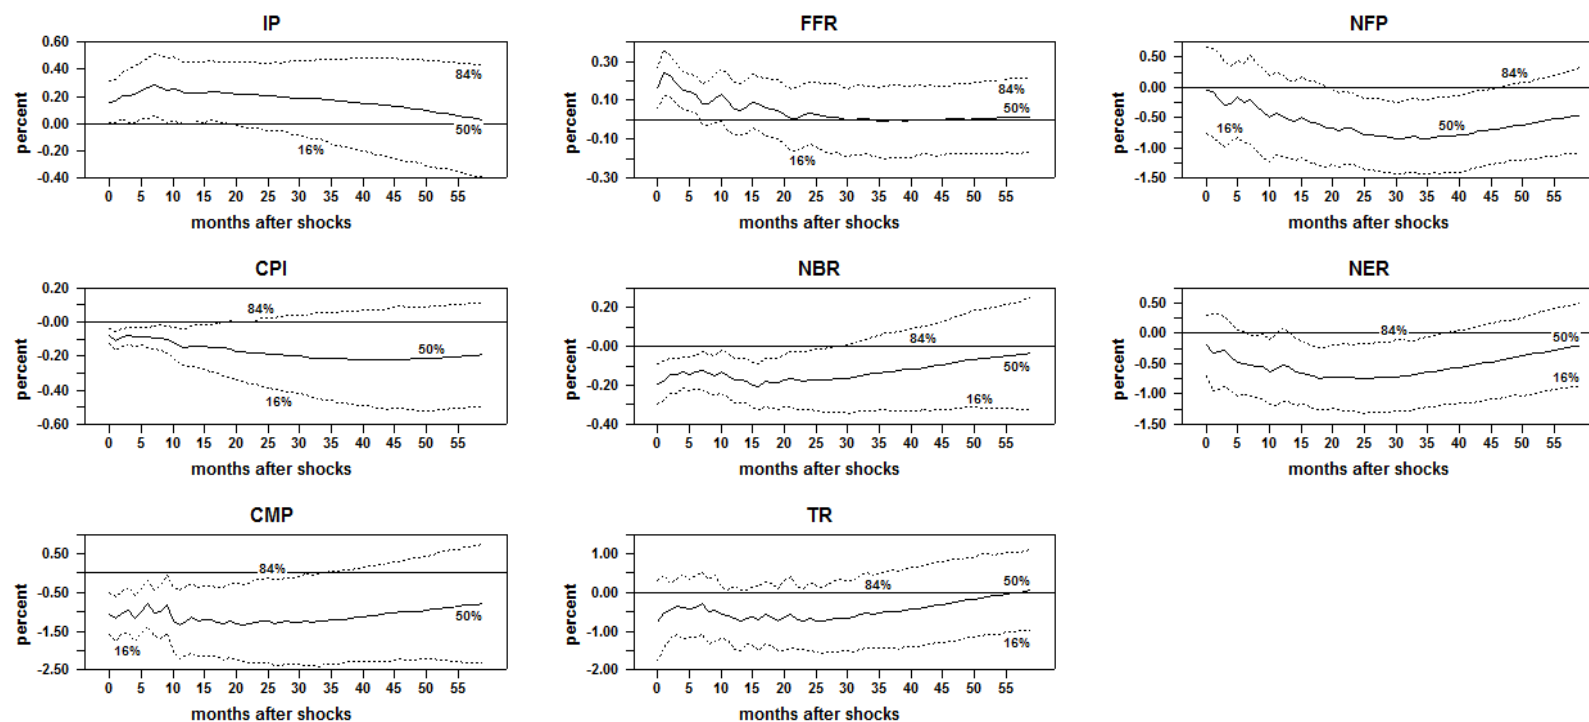 IP
percent
0.60
0.40
0.20
0.00
-0.20
-0.40
84%
50%
16%
0 5 10 15 20 25 30 35 40 45 50 55
months after shocks
FFR
percent
0.30
0.10
-0.10
-0.30
84%
50%
16%
0 5 10 15 20 25 30 35 40 45 50 55
months after shocks
NFP
percent
0.50
0.00
-0.50
-1.00
-1.50
84%
50%
16%
0 5 10 15 20 25 30 35 40 45 50 55
months after shocks
CPI
percent
0.20
-0.00
-0.20
-0.40
-0.60
84%
50%
16%
0 5 10 15 20 25 30 35 40 45 50 55
months after shocks
NBR
percent
0.20
-0.00
-0.20
-0.40
84%
50%
16%
0 5 10 15 20 25 30 35 40 45 50 55
months after shocks
NER
percent
0.50
0.00
-0.50
-1.00
-1.50
84%
50%
16%
0 5 10 15 20 25 30 35 40 45 50 55
months after shocks
CMP
percent
0.50
-0.50
-1.50
-2.50
84%
50%
16%
0 5 10 15 20 25 30 35 40 45 50 55
months after shocks
TR
percent
1.00
0.00
-1.00
-2.00
50%
84%
16%
0 5 10 15 20 25 30 35 40 45 50 55
months after shocks